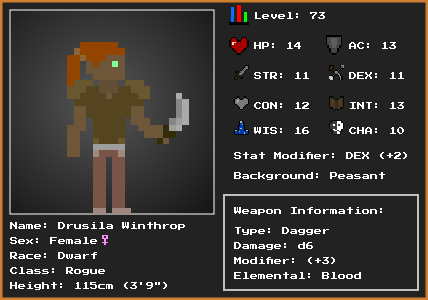 Level: 73
HP: 14
AC: 13
STR: 11
DEX: 11
CON: 12
INT: 13
WIS: 16
CHA: 10
Stat Modifier: DEX (+2)
Background: Peasant
Weapon Information:
Type: Dagger
Damage: d6
Modifier: (+3)
Elemental: Blood
Name: Drusila Winthrop
Sex: Female♀
Race: Dwarf
Class: Rogue
Height: 115cm (3'9")